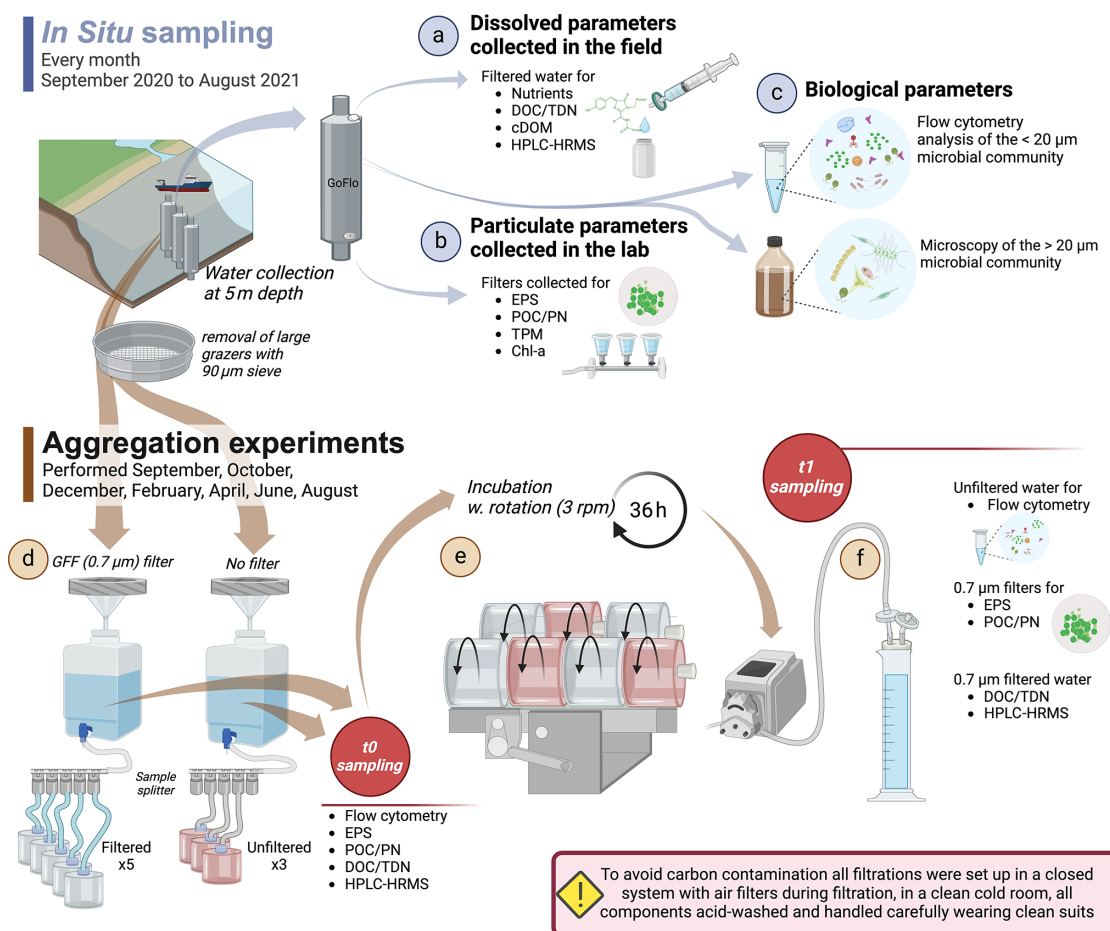 In Situ sampling
Every month
September 2020 to August 2021
a
Dissolved parameters
collected in the field
Filtered water for
• Nutrients
• DOC/TDN
• cDOM
• HPLC-HRMS
c
Biological parameters
Flow cytometry
analysis of the < 20 µm
microbial community
GoFlo
b
Particulate parameters
collected in the lab
Filters collected for
• EPS
• POC/PN
• TPM
• Chl-a
Microscopy of the > 20 µm
microbial community
Water collection
at 5 m depth
removal of large
grazers with
90 µm sieve
Aggregation experiments
Performed September, October,
December, February, April, June, August
d
GFF (0.7 µm) filter
No filter
Sample
splitter
Filtered
x5
Unfiltered
x3
t0
sampling
• Flow cytometry
• EPS
• POC/PN
• DOC/TDN
• HPLC-HRMS
Incubation
w. rotation (3 rpm)
36 h
e
t1
sampling
f
Unfiltered water for
• Flow cytometry
0.7 µm filters for
• EPS
• POC/PN
0.7 µm filtered water
• DOC/TDN
• HPLC-HRMS
!
To avoid carbon contamination all filtrations were set up in a closed
system with air filters during filtration, in a clean cold room, all
components acid-washed and handled carefully wearing clean suits